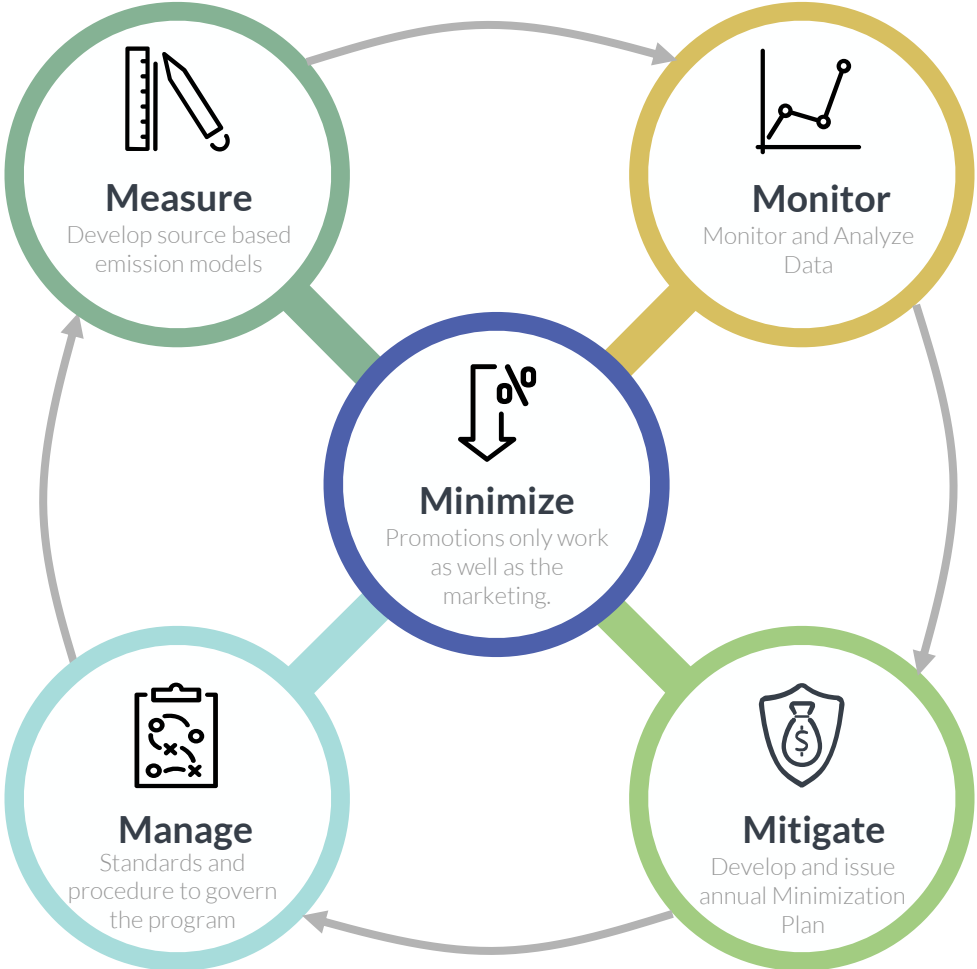 Measure
Develop source based
emission models
Monitor
Monitor and Analyze
Data
%
Minimize
Promotions only work
as well as the
marketing.
Manage
Standards and
procedure to govern
the program
$
Mitigate
Develop and issue
annual Minimization
Plan